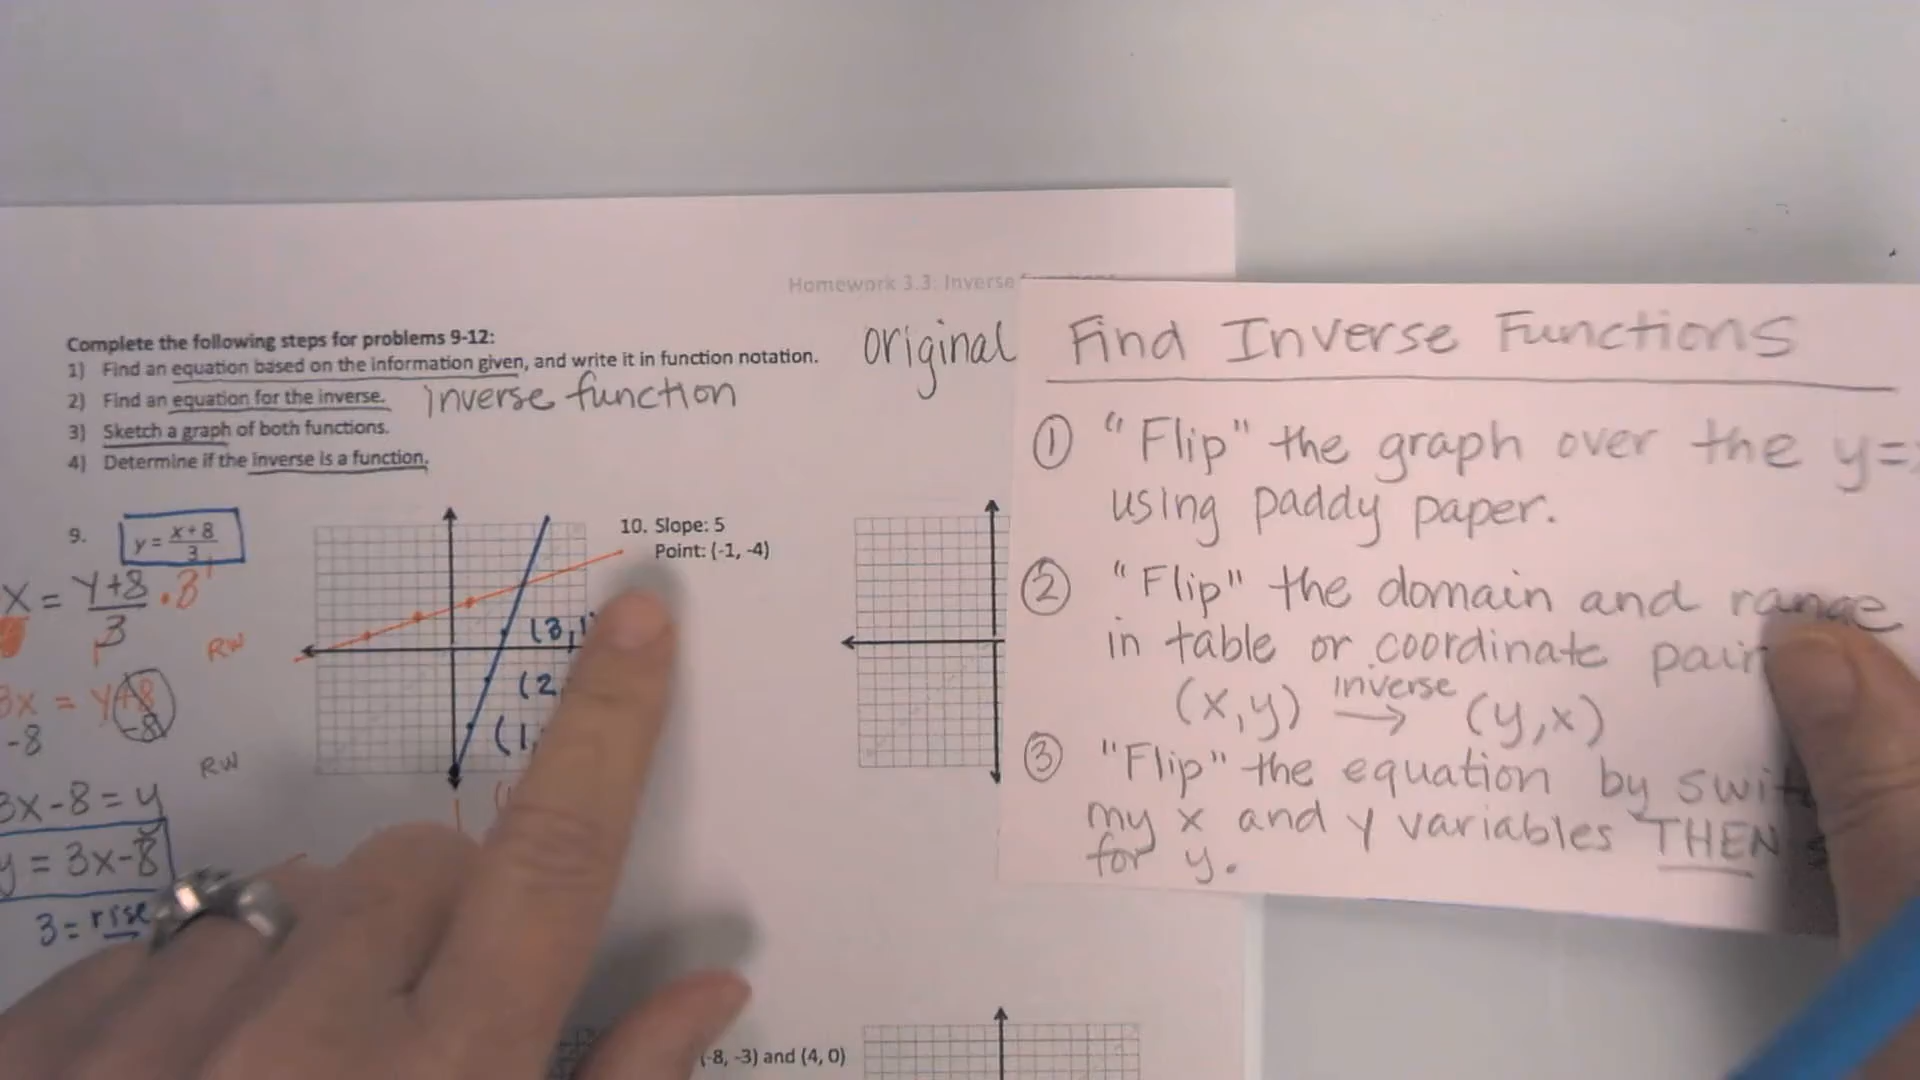 Homework 3.3: Inverse
Complete the following steps for problems 9-12:
1) Find an equation based on the information given, and write it in function notation.
original
2) Find an equation for the inverse.
inverse function
3) Sketch a graph of both functions.
4) Determine if the inverse is a function.
9. y = x+8
3
x = y+8 · 3
3
RW
3x = y+8
-8 -8
RW
3x-8 = y
y = 3x-8
3 = rise
(3,1
(2,
(1,
10. Slope: 5
Point: (-1, -4)
(-8, -3) and (4, 0)
Find Inverse Functions
① "Flip" the graph over the y=
using paddy paper.
② "Flip" the domain and range
in table or coordinate pair
(x,y) inverse → (y,x)
③ "Flip" the equation by
my x and y variables THEN
for y.